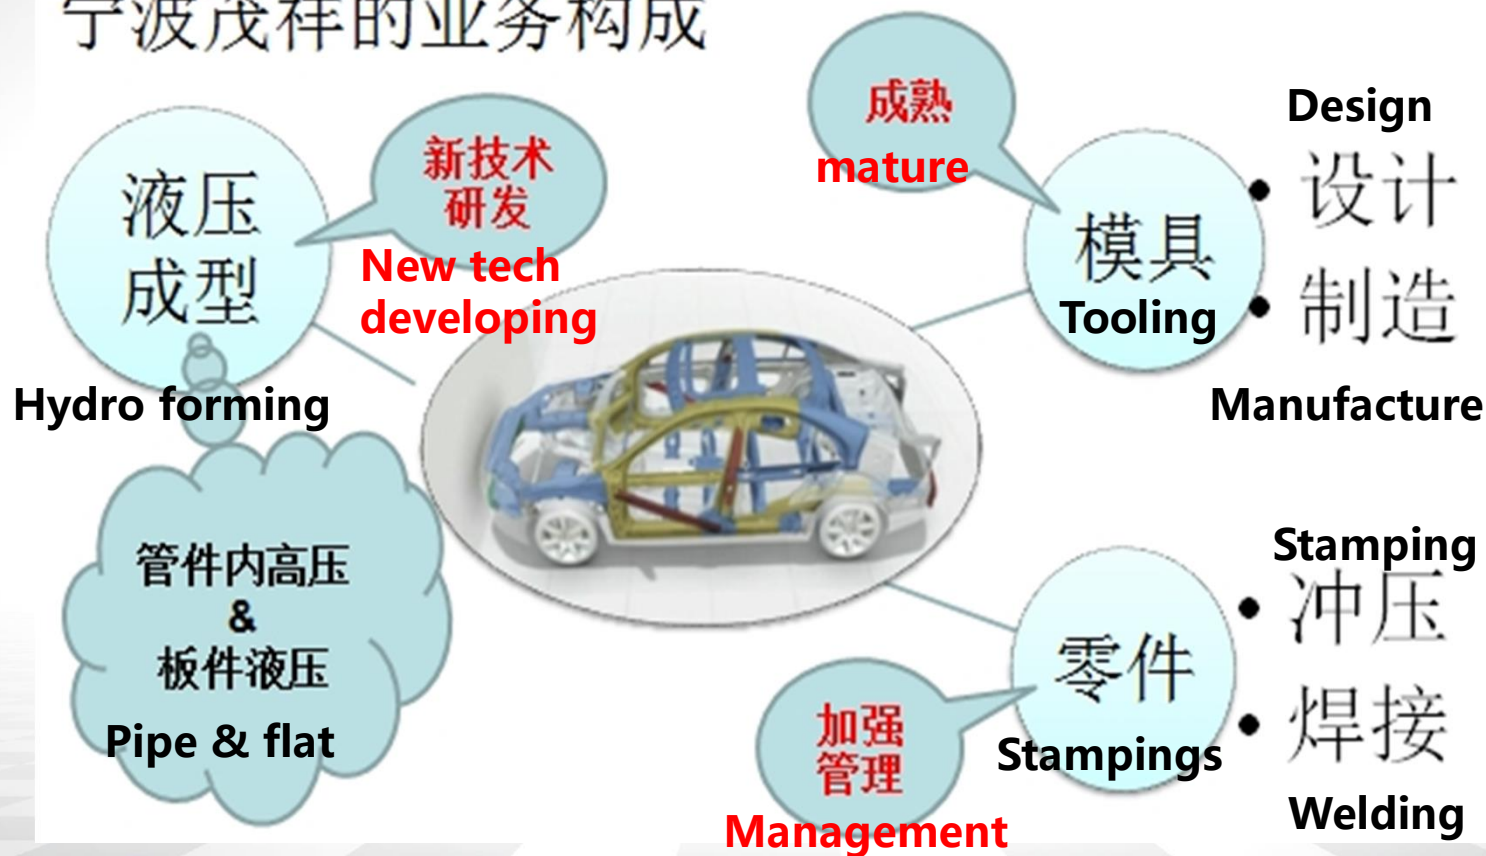 宁波茂祥的业务构成
液压
成型
Hydro forming
新技术
研发
New tech
developing
管件内高压
&
板件液压
Pipe & flat
成熟
mature
模具
Tooling
Design
• 设计
• 制造
Manufacture
零件
Stampings
加强
管理
Management
Stamping
• 冲压
• 焊接
Welding